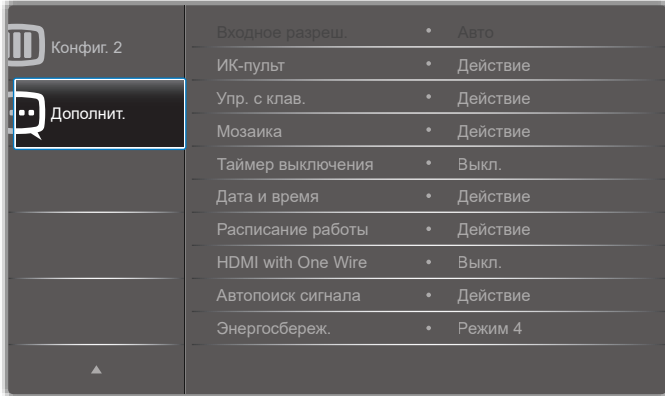 Конфиг. 2
Дополнит.
Входное разреш. • Авто
ИК-пульт • Действие
Упр. с клав. • Действие
Мозаика • Действие
Таймер выключения • Выкл.
Дата и время • Действие
Расписание работы • Действие
HDMI with One Wire • Выкл.
Автопоиск сигнала • Действие
Энергосбереж. • Режим 4